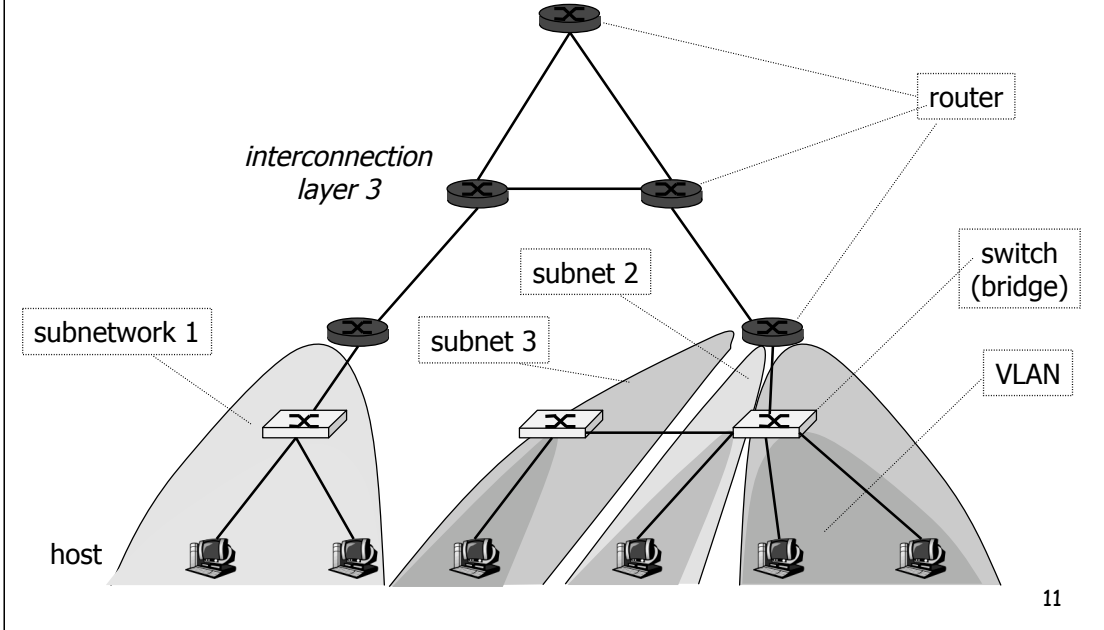 router
interconnection
layer 3
switch
(bridge)
subnet 2
subnetwork 1
subnet 3
VLAN
host
11